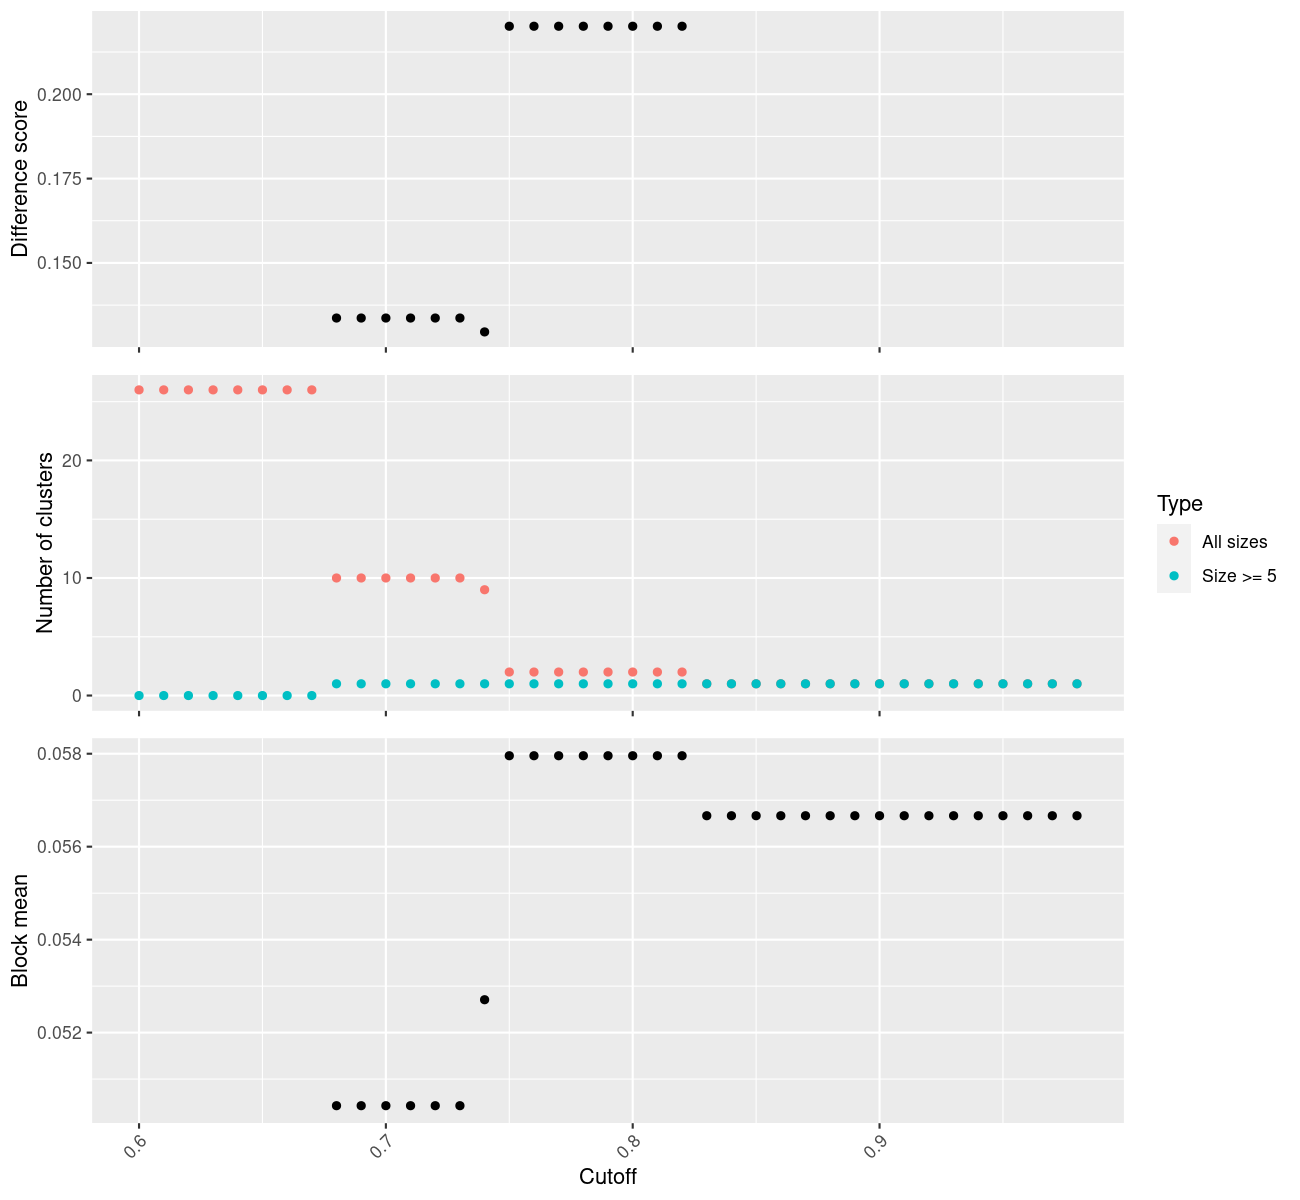 Difference score
0.200
0.175
0.150
Number of clusters
20
10
0
Type
All sizes
Size >= 5
Block mean
0.058
0.056
0.054
0.052
0.6
0.7
0.8
0.9
Cutoff